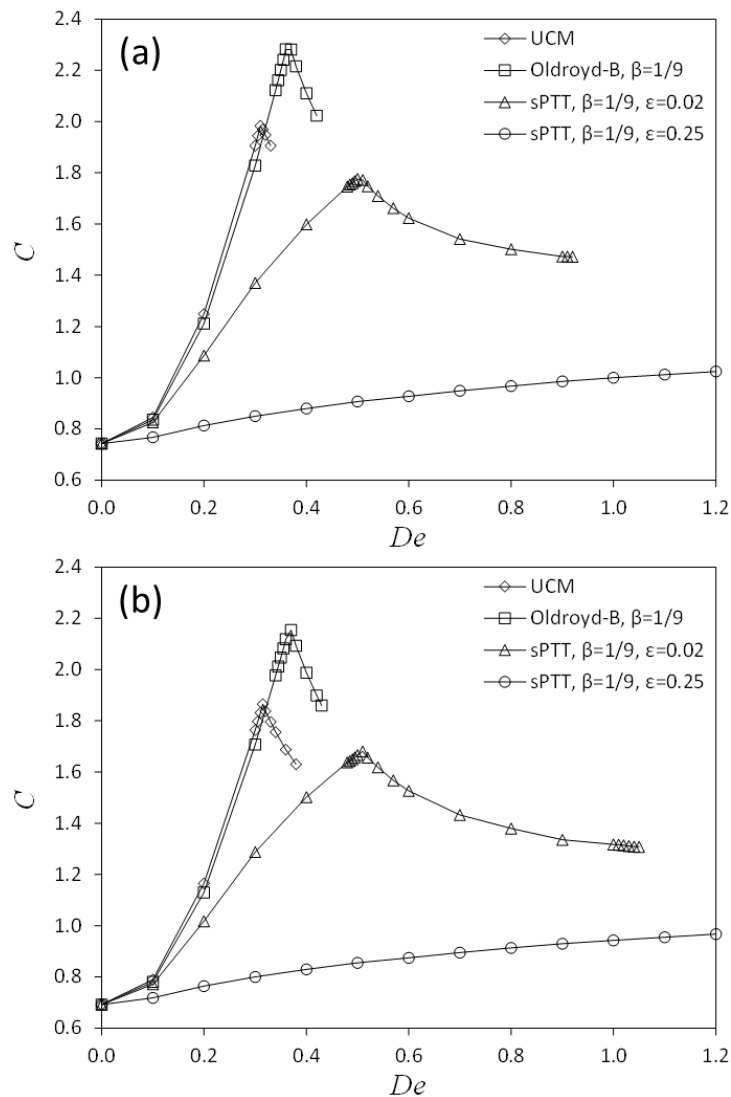 (a)
UCM
Oldroyd-B, β=1/9
sPTT, β=1/9, ε=0.02
sPTT, β=1/9, ε=0.25
2.4
2.2
2.0
1.8
1.6
1.4
1.2
1.0
0.8
0.6
C
0.0 0.2 0.4 0.6 0.8 1.0 1.2
De
(b)
UCM
Oldroyd-B, β=1/9
sPTT, β=1/9, ε=0.02
sPTT, β=1/9, ε=0.25
2.4
2.2
2.0
1.8
1.6
1.4
1.2
1.0
0.8
0.6
C
0.0 0.2 0.4 0.6 0.8 1.0 1.2
De